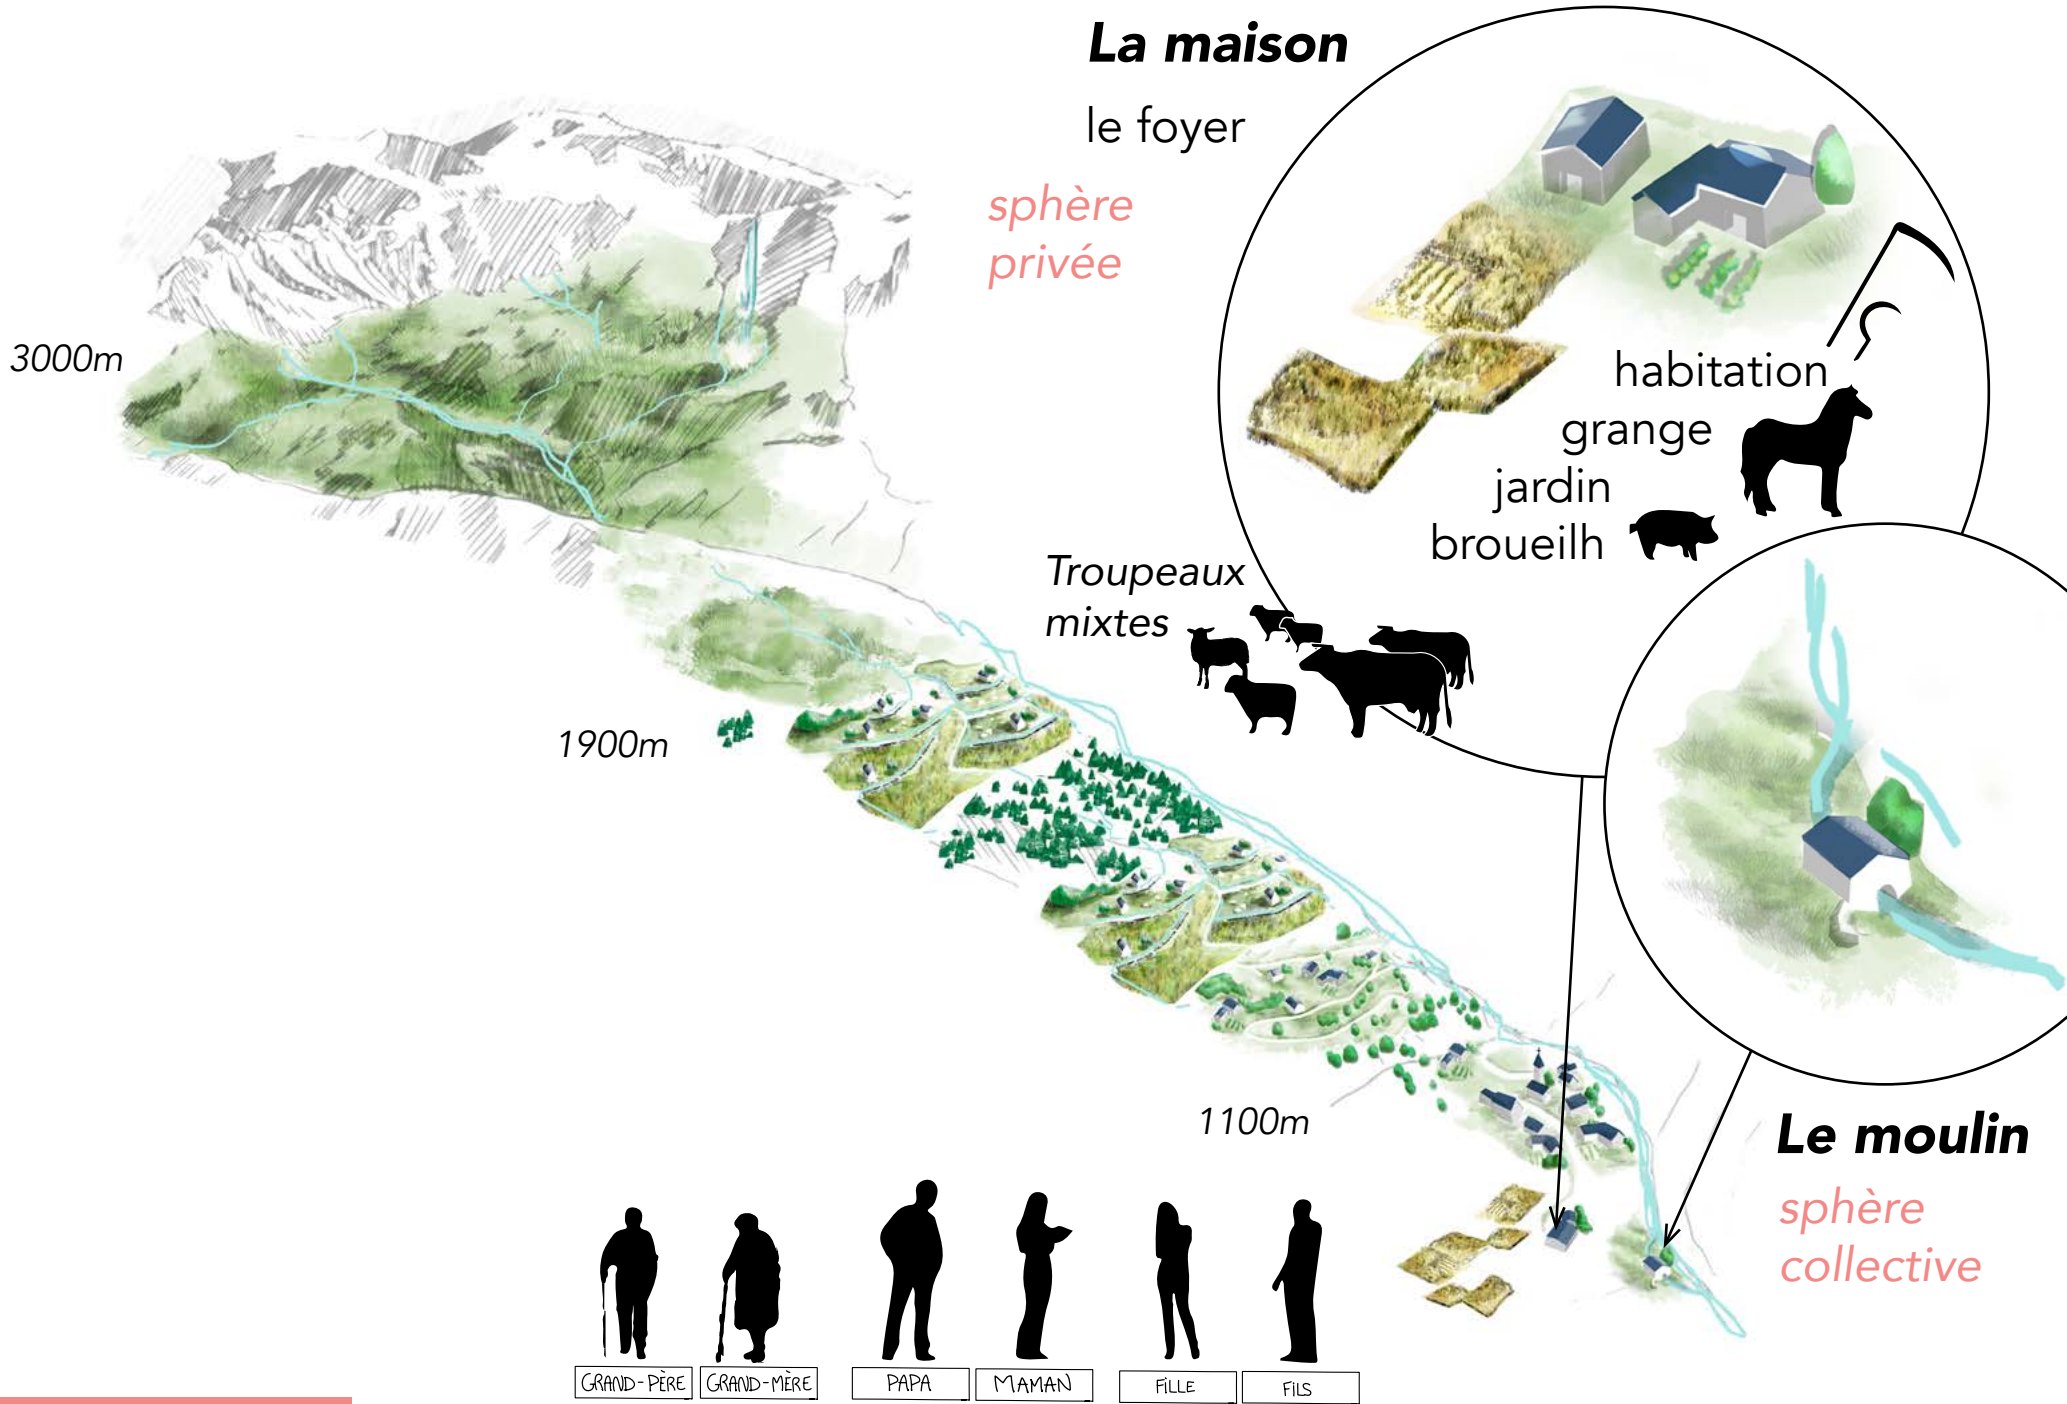 La maison
le foyer
sphère
privée
3000m
habitation
grange
jardin
broueilh
Troupeaux
mixtes
1900m
1100m
Le moulin
sphère
collective
GRAND-PÈRE
GRAND-MÈRE
PAPA
MAMAN
FiLLE
FiLS